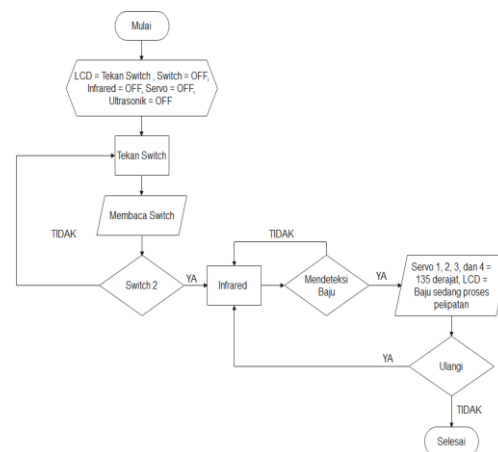 Mulai
LCD = Tekan Switch , Switch = OFF,
Infrared = OFF, Servo = OFF,
Ultrasonik = OFF
Tekan Switch
Membaca Switch
TIDAK
Switch 2
YA
Infrared
TIDAK
Mendeteksi
Baju
YA
Servo 1, 2, 3, dan 4 =
135 derajat, LCD =
Baju sedang proses
pelipatan
YA
Ulangi
TIDAK
Selesai